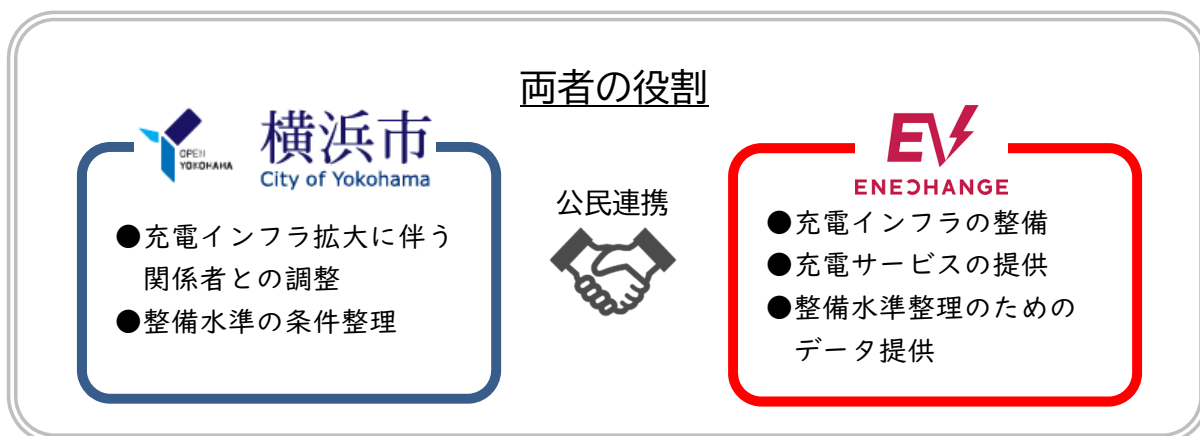 両者の役割
OPEN
YOKOHAMA
横浜市
City of Yokohama
●充電インフラ拡大に伴う
関係者との調整
●整備水準の条件整理
公民連携
EV
ENECHANGE
●充電インフラの整備
●充電サービスの提供
●整備水準整理のための
データ提供